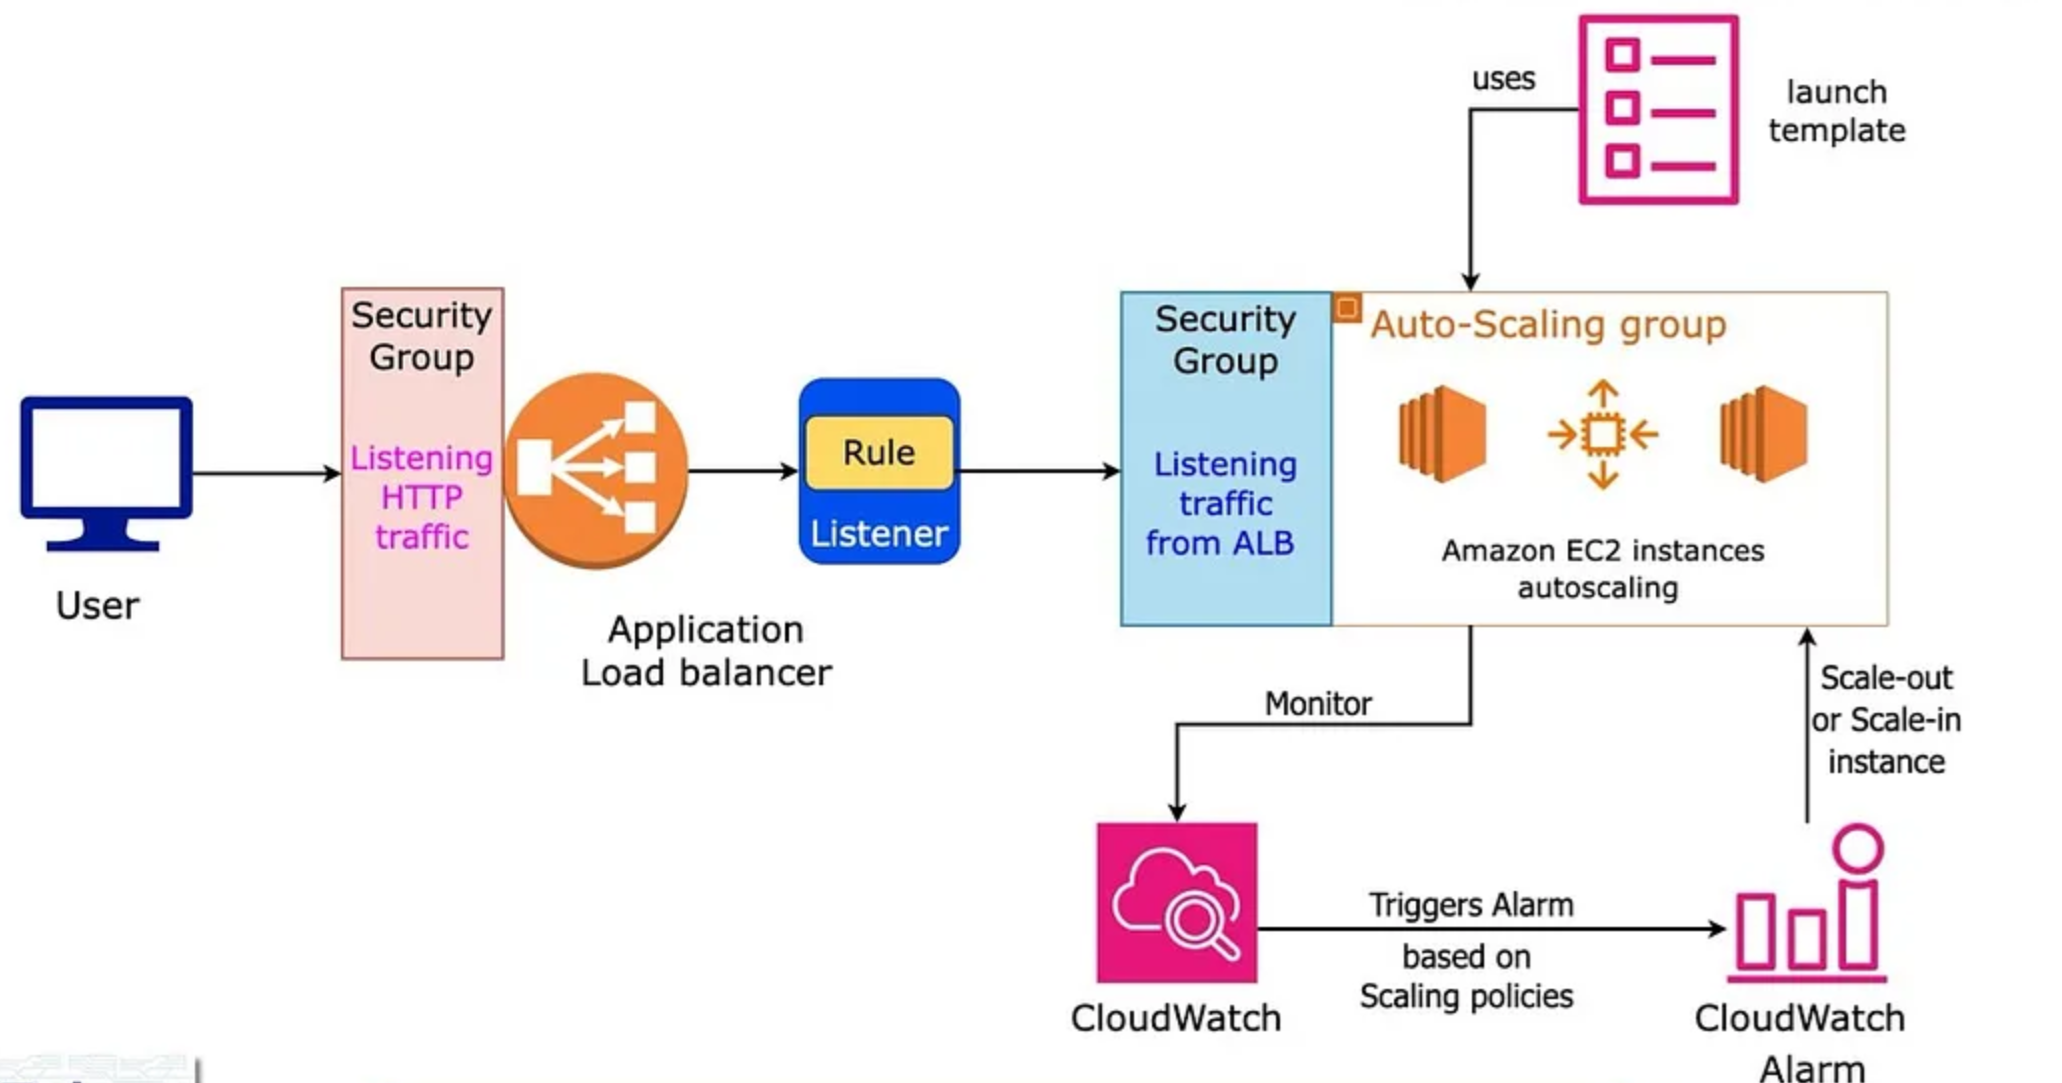 uses
launch
template
Security
Group
Listening
HTTP
traffic
User
Application
Load balancer
Rule
Listener
Security
Group
Listening
traffic
from ALB
Auto-Scaling group
Amazon EC2 instances
autoscaling
Monitor
Scale-out
or Scale-in
instance
CloudWatch
Triggers Alarm
based on
Scaling policies
CloudWatch
Alarm